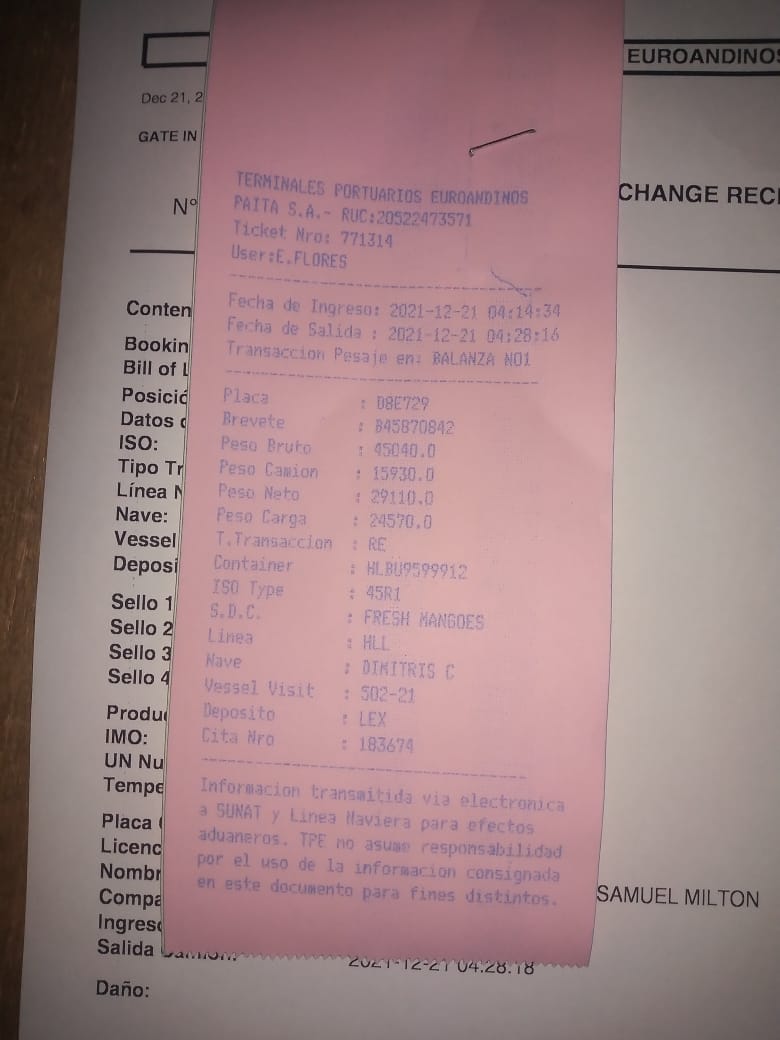 EUROANDINOS
Dec 21, 2
GATE IN
CHANGE RECE
N°
TERMINALES PORTUARIOS EUROANDINOS
PAITA S.A.- RUC:20522473571
Ticket Nro: 771314
User:E.FLORES
Fecha de Ingreso: 2021-12-21 04:14:34
Fecha de Salida : 2021-12-21 04:28:16
Transaccion Pesaje en: BALANZA NO1
Placa : D8E729
Brevete : B45870842
Peso Bruto : 45040.0
Peso Camion : 15930.0
Peso Neto : 29110.0
Peso Carga : 24570.0
T.Transaccion : RE
Container : HLBU9599912
ISO Type : 45R1
S.D.C. : FRESH MANGOES
Linea : HLL
Nave : DIMITRIS C
Vessel Visit : 502-21
Deposito : LEX
Cita Nro : 183674
Informacion transmitida via electronica
a SUNAT y Linea Naviera para efectos
aduaneros. TPE no asume responsabilidad
por el uso de la informacion consignada
en este documento para fines distintos.
Conten
Bookin
Bill of L
Posició
Datos d
ISO:
Tipo Tr
Línea N
Nave:
Vessel
Deposi
Sello 1
Sello 2
Sello 3
Sello 4
Produ
IMO:
UN Nu
Tempe
Placa
Licenc
Nombr
SAMUEL MILTON
Compa
Ingreso
Salida Camión: 2021-12-21 04:28:18
Daño: